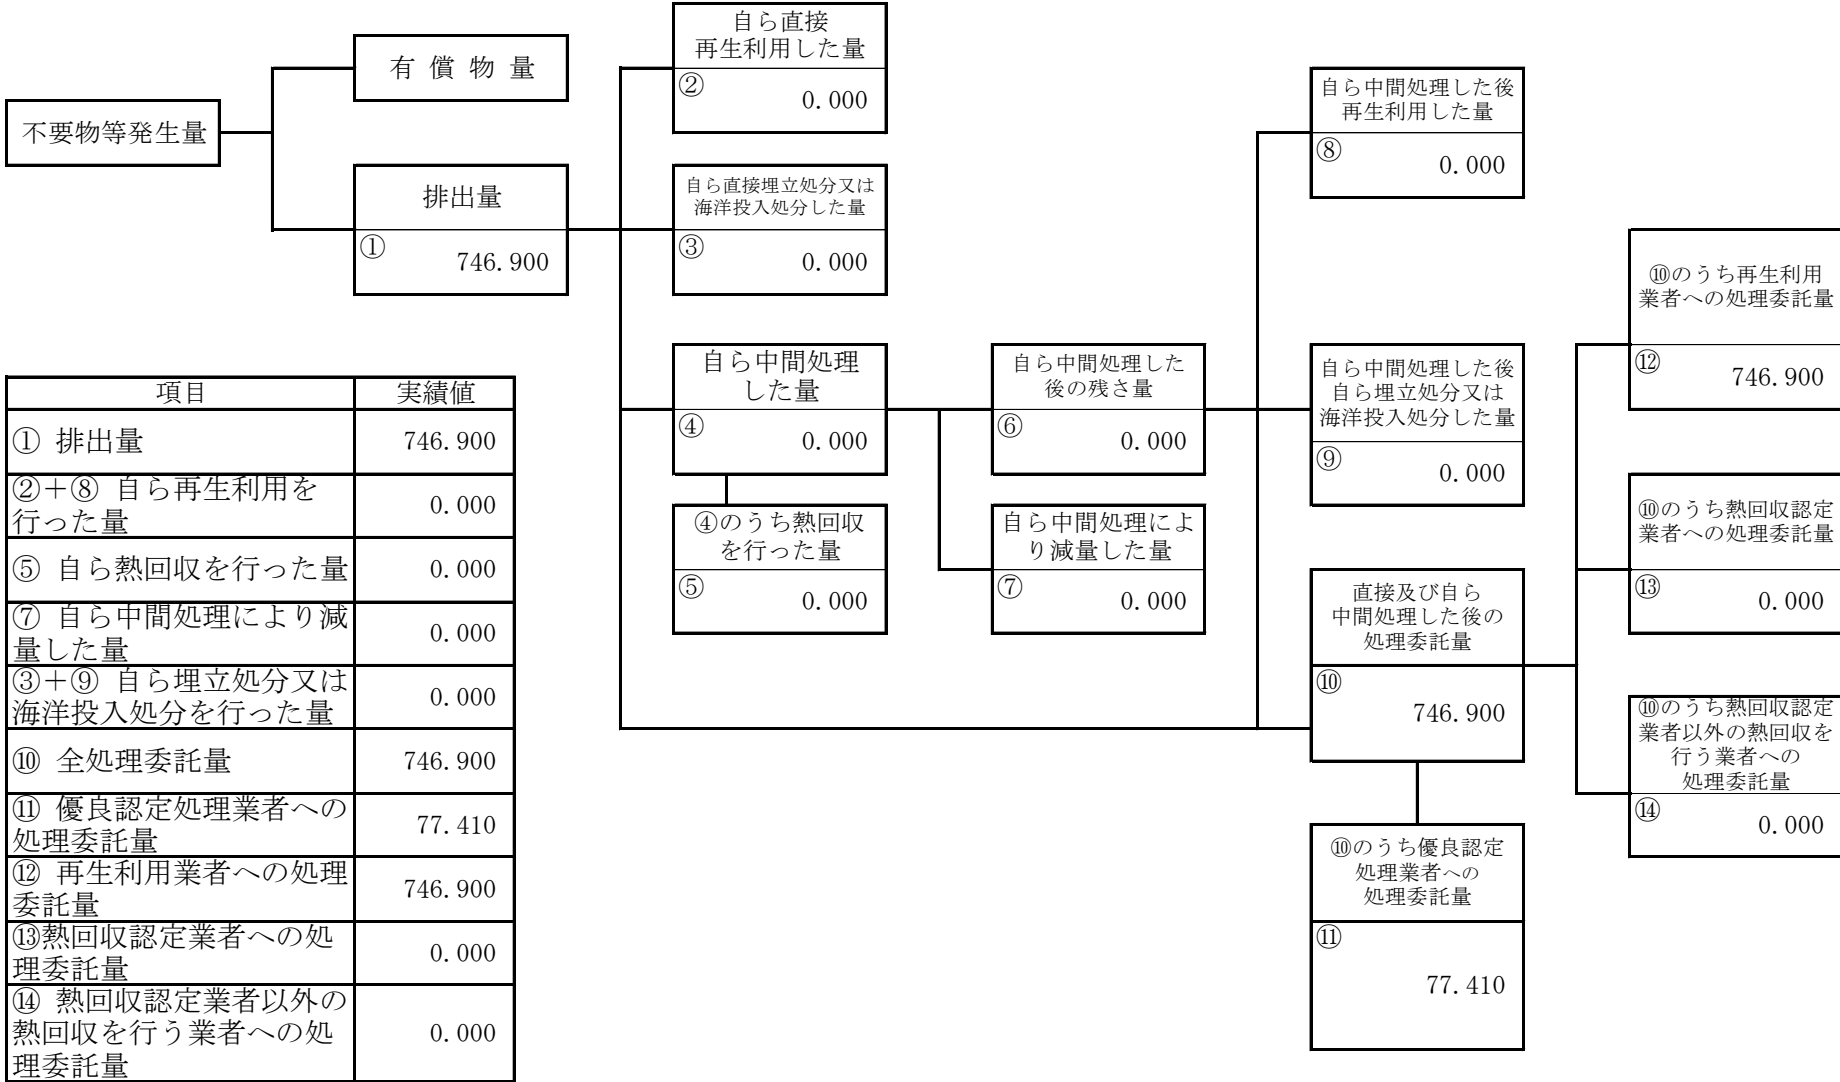 不要物等発生量
有 償 物 量
排出量
①
746.900
自ら直接
再生利用した量
②
0.000
自ら直接埋立処分又は
海洋投入処分した量
③
0.000
自ら中間処理
した量
④
0.000
④のうち熱回収
を行った量
⑤
0.000
自ら中間処理した
後の残さ量
⑥
0.000
自ら中間処理によ
り減量した量
⑦
0.000
自ら中間処理した後
再生利用した量
⑧
0.000
自ら中間処理した後
自ら埋立処分又は
海洋投入処分した量
⑨
0.000
直接及び自ら
中間処理した後の
処理委託量
⑩
746.900
⑩のうち優良認定
処理業者への
処理委託量
⑪
77.410
⑩のうち再生利用
業者への処理委託量
⑫
746.900
⑩のうち熱回収認定
業者への処理委託量
⑬
0.000
⑩のうち熱回収認定
業者以外の熱回収を
行う業者への
処理委託量
⑭
0.000
項目 実績値
① 排出量 746.900
②＋⑧ 自ら再生利用を
行った量 0.000
⑤ 自ら熱回収を行った量 0.000
⑦ 自ら中間処理により減
量した量 0.000
③＋⑨ 自ら埋立処分又は
海洋投入処分を行った量 0.000
⑩ 全処理委託量 746.900
⑪ 優良認定処理業者への
処理委託量 77.410
⑫ 再生利用業者への処理
委託量 746.900
⑬熱回収認定業者への処
理委託量 0.000
⑭ 熱回収認定業者以外の
熱回収を行う業者への処
理委託量 0.000